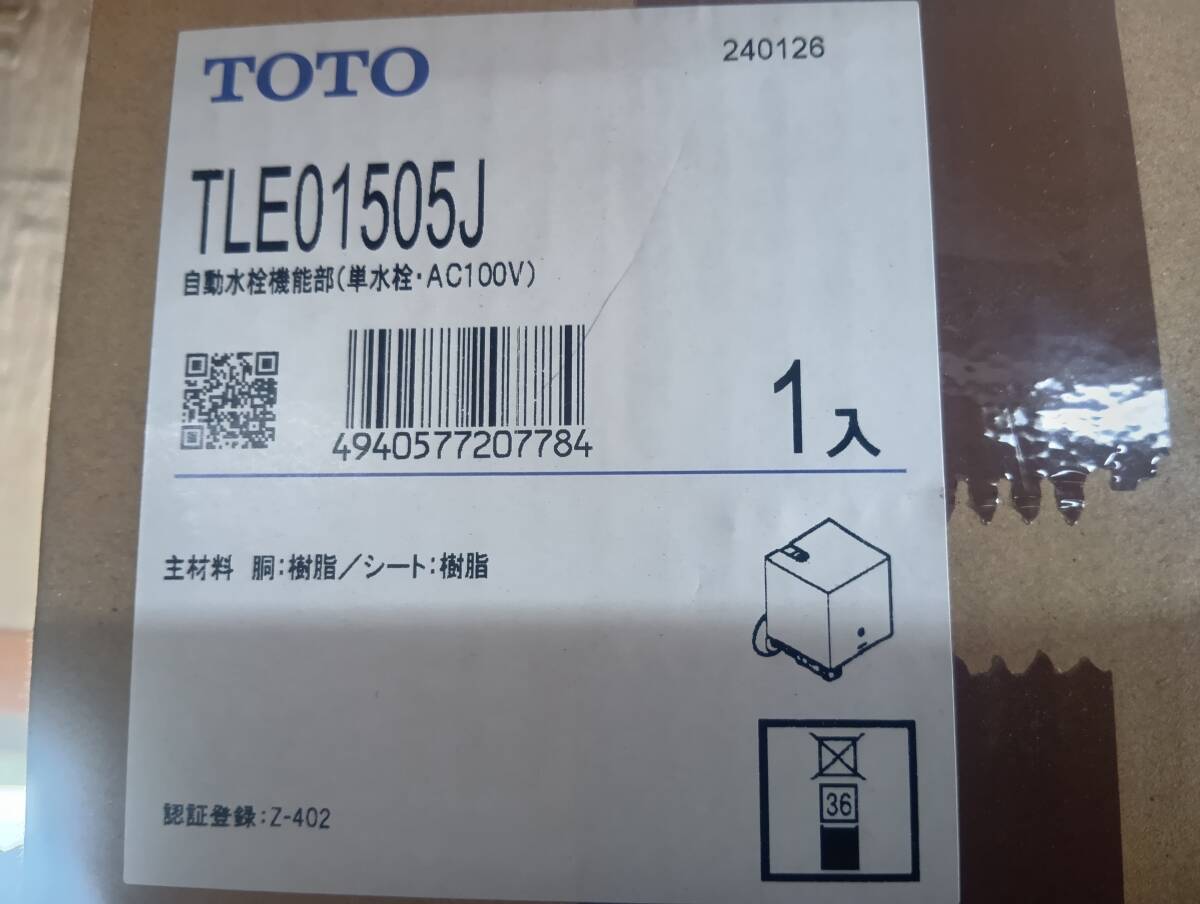 TOTO
240126
TLE01505J
自動水栓機能部(単水栓・AC100V)
4940577207784
1入
主材料 胴:樹脂/シート:樹脂
36
認証登録:Z-402